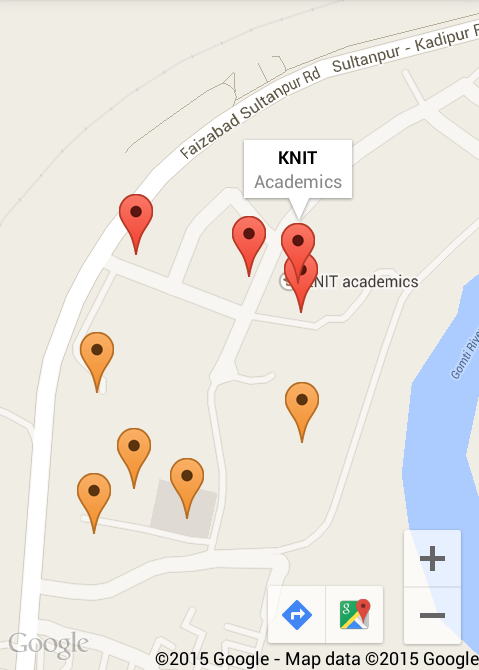 Sultanpur - Kadipur R
Faizabad Sultanpur Rd
KNIT
Academics
KNIT academics
Gomti Rive
+
−
g
Google
©2015 Google - Map data ©2015 Google